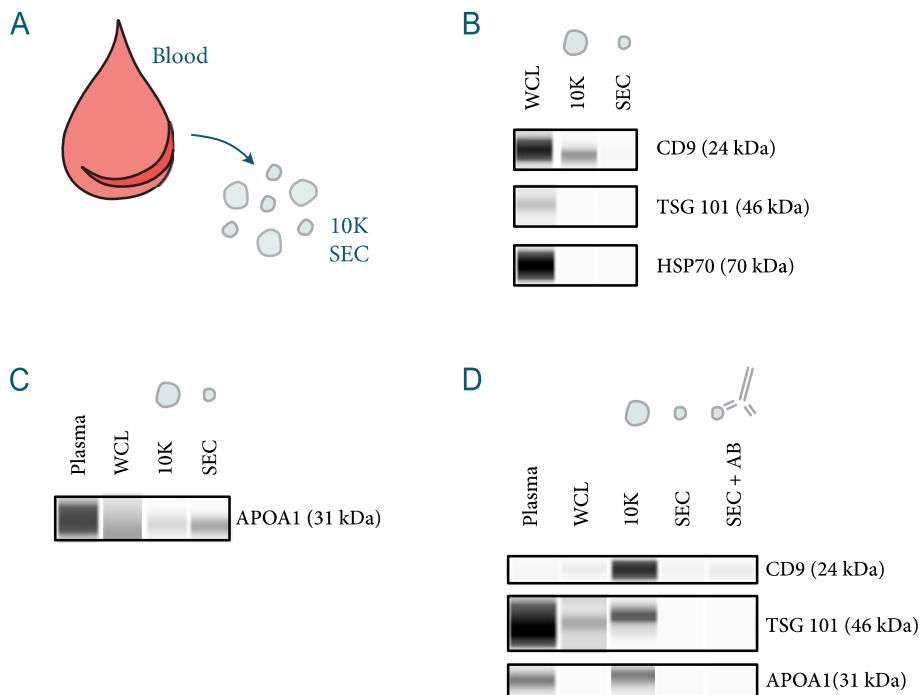 A
Blood
10K
SEC
B
WCL
10K
SEC
CD9 (24 kDa)
TSG 101 (46 kDa)
HSP70 (70 kDa)
C
Plasma
WCL
10K
SEC
APOA1 (31 kDa)
D
Plasma
WCL
10K
SEC
SEC + AB
CD9 (24 kDa)
TSG 101 (46 kDa)
APOA1(31 kDa)